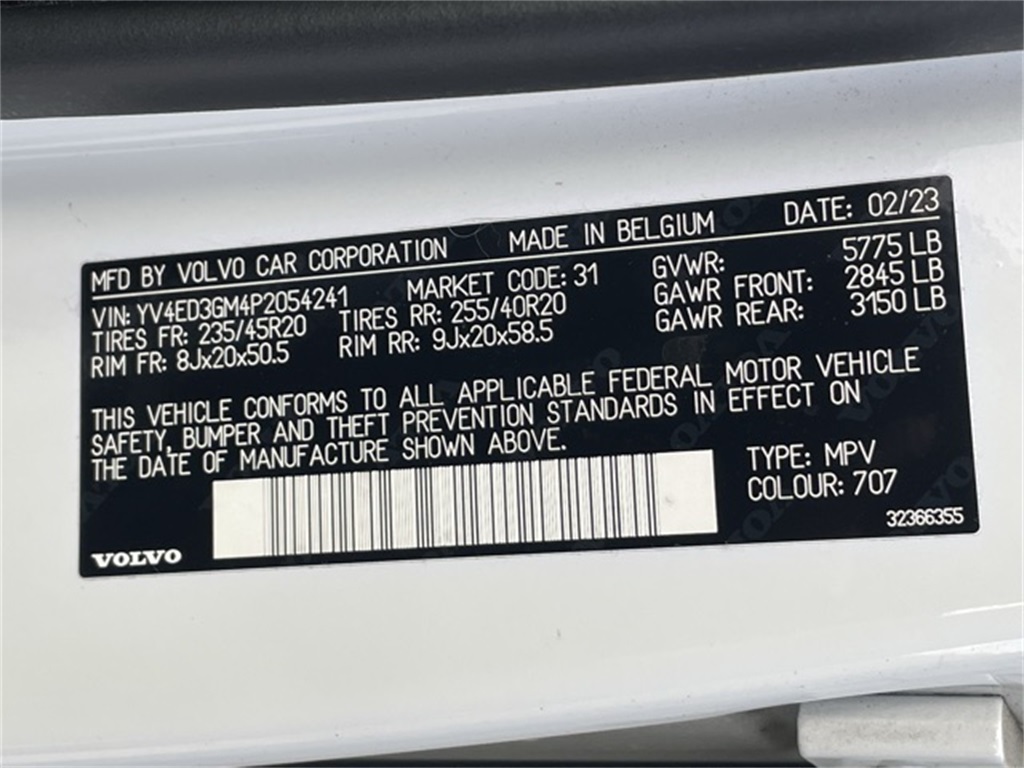 MFD BY VOLVO CAR CORPORATION MADE IN BELGIUM DATE: 02/23
VIN: YV4ED3GM4P2054241 MARKET CODE: 31 GVWR: 5775 LB
TIRES FR: 235/45R20 TIRES RR: 255/40R20 GAWR FRONT: 2845 LB
RIM FR: 8Jx20x50.5 RIM RR: 9Jx20x58.5 GAWR REAR: 3150 LB
THIS VEHICLE CONFORMS TO ALL APPLICABLE FEDERAL MOTOR VEHICLE
SAFETY, BUMPER AND THEFT PREVENTION STANDARDS IN EFFECT ON
THE DATE OF MANUFACTURE SHOWN ABOVE.
TYPE: MPV
COLOUR: 707
32366355
VOLVO